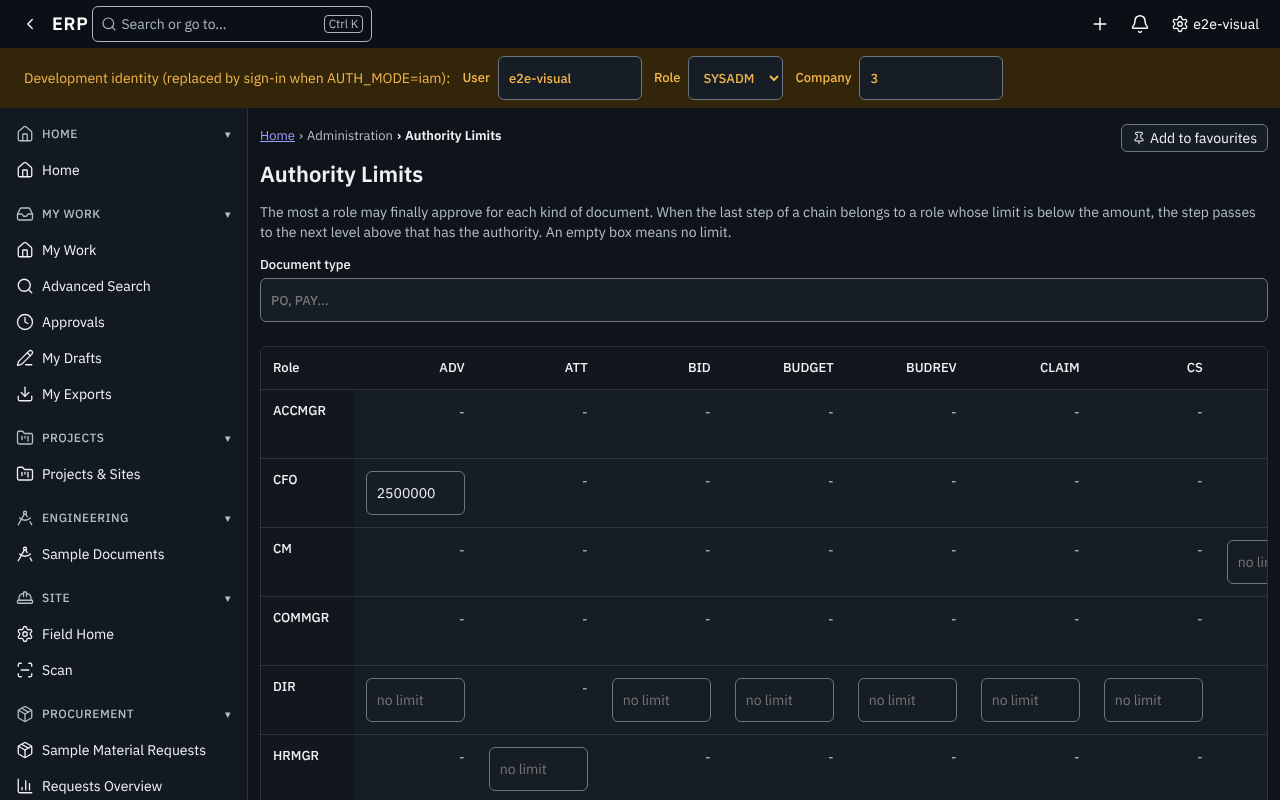 ERP
Search or go to...
Ctrl K
e2e-visual
Development identity (replaced by sign-in when AUTH_MODE=iam):
User
e2e-visual
Role
SYSADM
Company
3
HOME
Home
MY WORK
My Work
Advanced Search
Approvals
My Drafts
My Exports
PROJECTS
Projects & Sites
ENGINEERING
Sample Documents
SITE
Field Home
Scan
PROCUREMENT
Sample Material Requests
Requests Overview
Home › Administration › Authority Limits
Add to favourites
Authority Limits
The most a role may finally approve for each kind of document. When the last step of a chain belongs to a role whose limit is below the amount, the step passes
to the next level above that has the authority. An empty box means no limit.
Document type
PO, PAY...
Role ADV ATT BID BUDGET BUDREV CLAIM CS
ACCMGR - - - - - - -
CFO 2500000 - - - - - -
CM - - - - - - - no li
COMMGR - - - - - - -
DIR no limit - no limit no limit no limit no limit no limit
HRMGR - no limit - - - - -